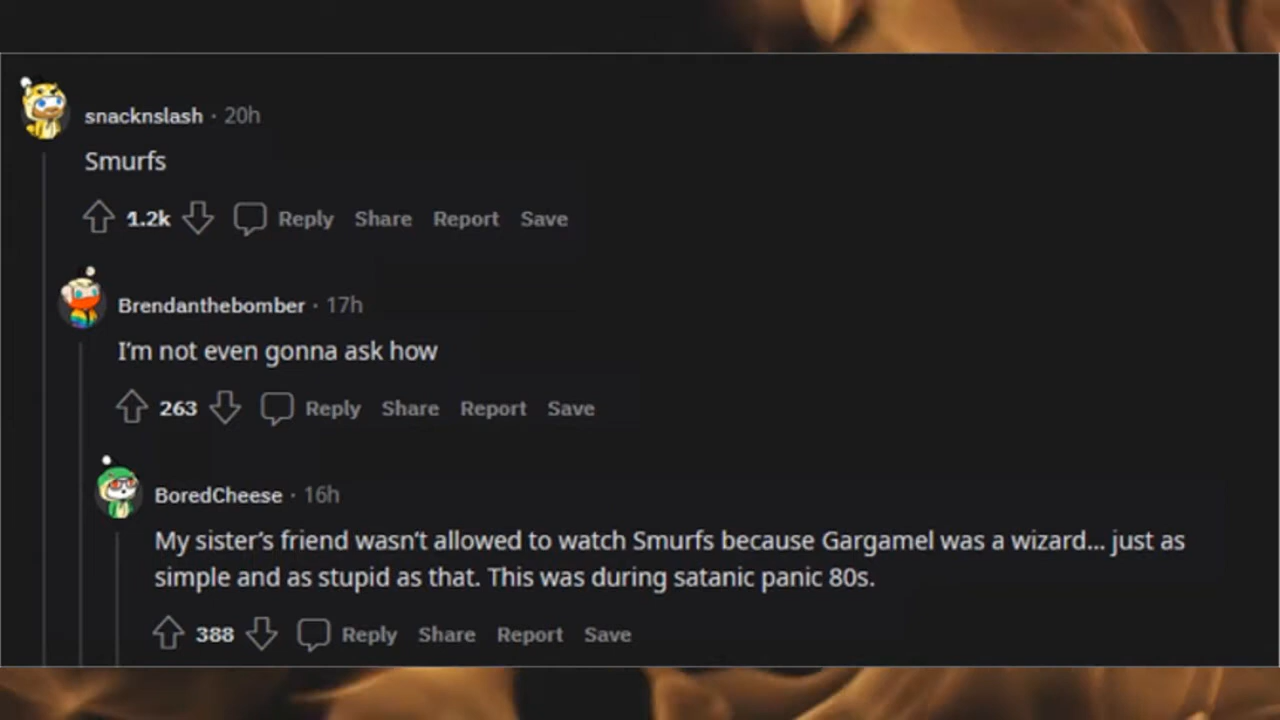 snacknslash · 20h
Smurfs
1.2k Reply Share Report Save
Brendanthebomber · 17h
I'm not even gonna ask how
263 Reply Share Report Save
BoredCheese · 16h
My sister's friend wasn't allowed to watch Smurfs because Gargamel was a wizard... just as
simple and as stupid as that. This was during satanic panic 80s.
388 Reply Share Report Save